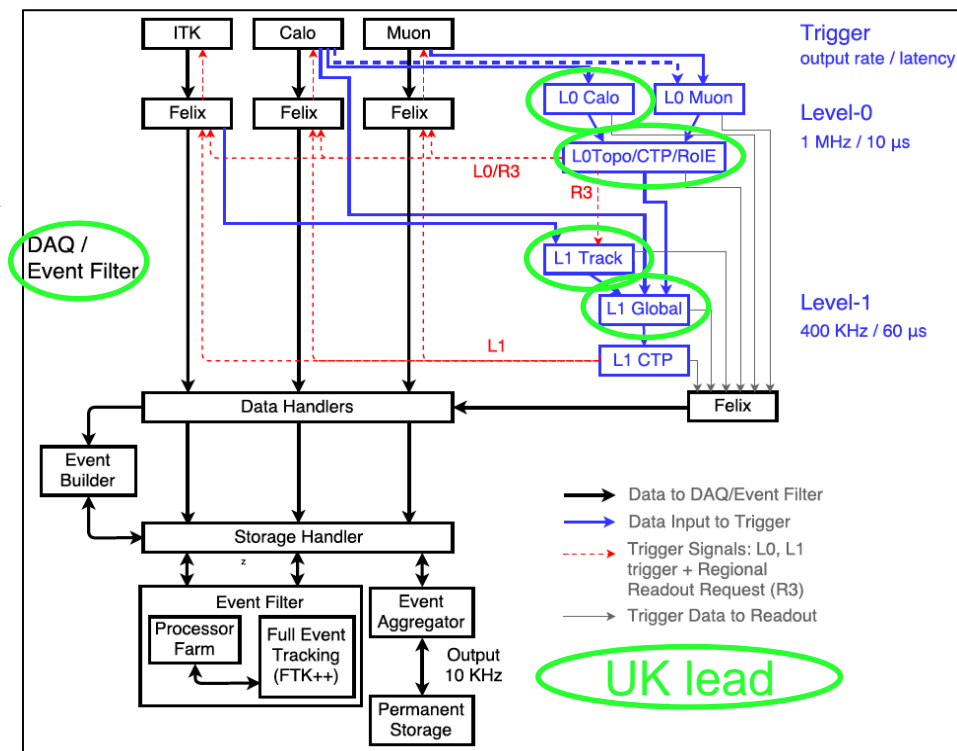 ITK
Calo
Muon
Trigger
output rate / latency
Felix
Felix
Felix
L0 Calo
L0 Muon
Level-0
1 MHz / 10 µs
L0Topo/CTP/RoIE
L0/R3
R3
DAQ /
Event Filter
L1 Track
L1 Global
Level-1
400 KHz / 60 µs
L1
L1 CTP
Data Handlers
Felix
Event
Builder
Data to DAQ/Event Filter
Data Input to Trigger
Trigger Signals: L0, L1
trigger + Regional
Readout Request (R3)
Trigger Data to Readout
Storage Handler
z
Event Filter
Processor
Farm
Full Event
Tracking
(FTK++)
Event
Aggregator
Output
10 KHz
Permanent
Storage
UK lead